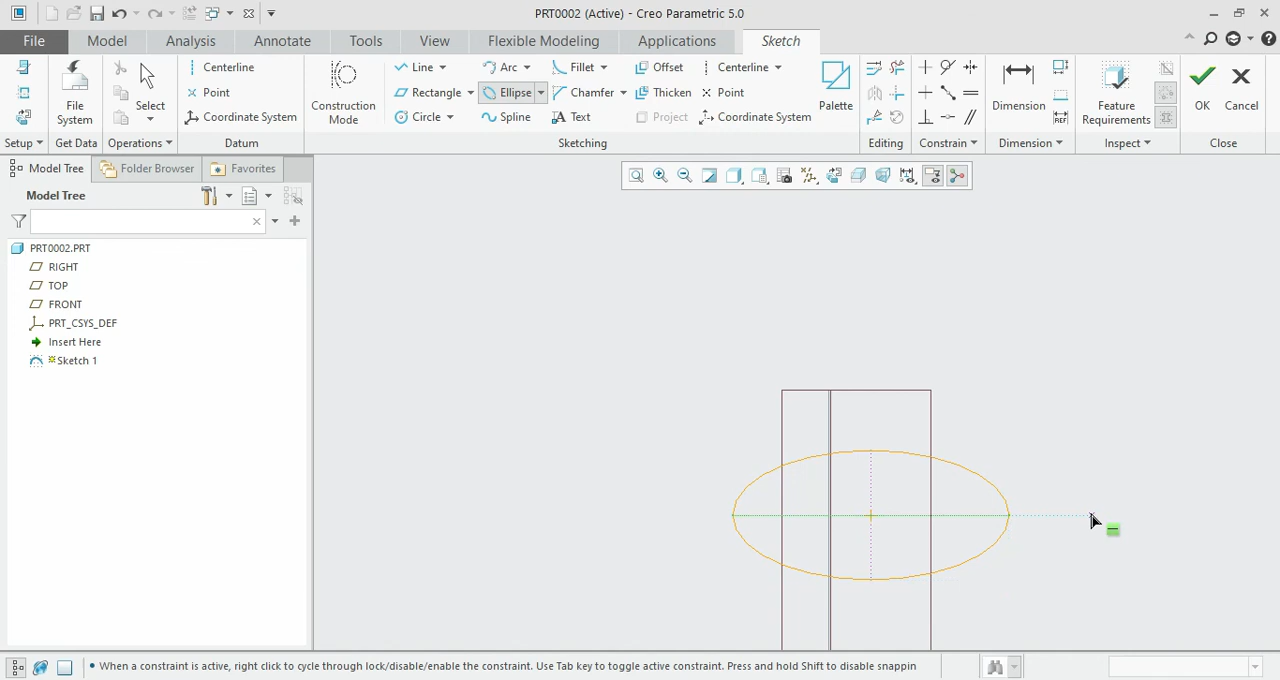 PRT0002 (Active) - Creo Parametric 5.0
File Model Analysis Annotate Tools View Flexible Modeling Applications Sketch
Centerline Line Arc Fillet Offset Centerline
Point Rectangle Ellipse Chamfer Thicken Point
File System Select Coordinate System Construction Mode Circle Spline Text Project Coordinate System Palette Dimension Feature Requirements OK Cancel
Setup Get Data Operations Datum Sketching Editing Constrain Dimension Inspect Close
Model Tree Folder Browser Favorites
Model Tree
PRT0002.PRT
RIGHT
TOP
FRONT
PRT_CSYS_DEF
Insert Here
Sketch 1
• When a constraint is active, right click to cycle through lock/disable/enable the constraint. Use Tab key to toggle active constraint. Press and hold Shift to disable snappin